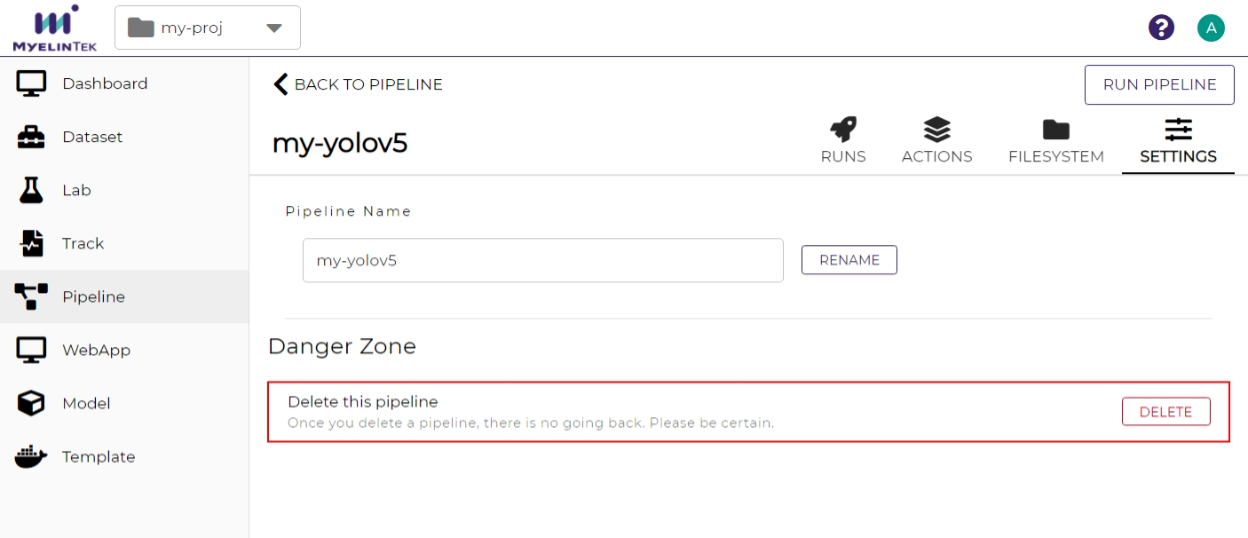 MYELINTEK
my-proj
?
A
Dashboard
Dataset
Lab
Track
Pipeline
WebApp
Model
Template
BACK TO PIPELINE
RUN PIPELINE
my-yolov5
RUNS
ACTIONS
FILESYSTEM
SETTINGS
Pipeline Name
my-yolov5
RENAME
Danger Zone
Delete this pipeline
Once you delete a pipeline, there is no going back. Please be certain.
DELETE